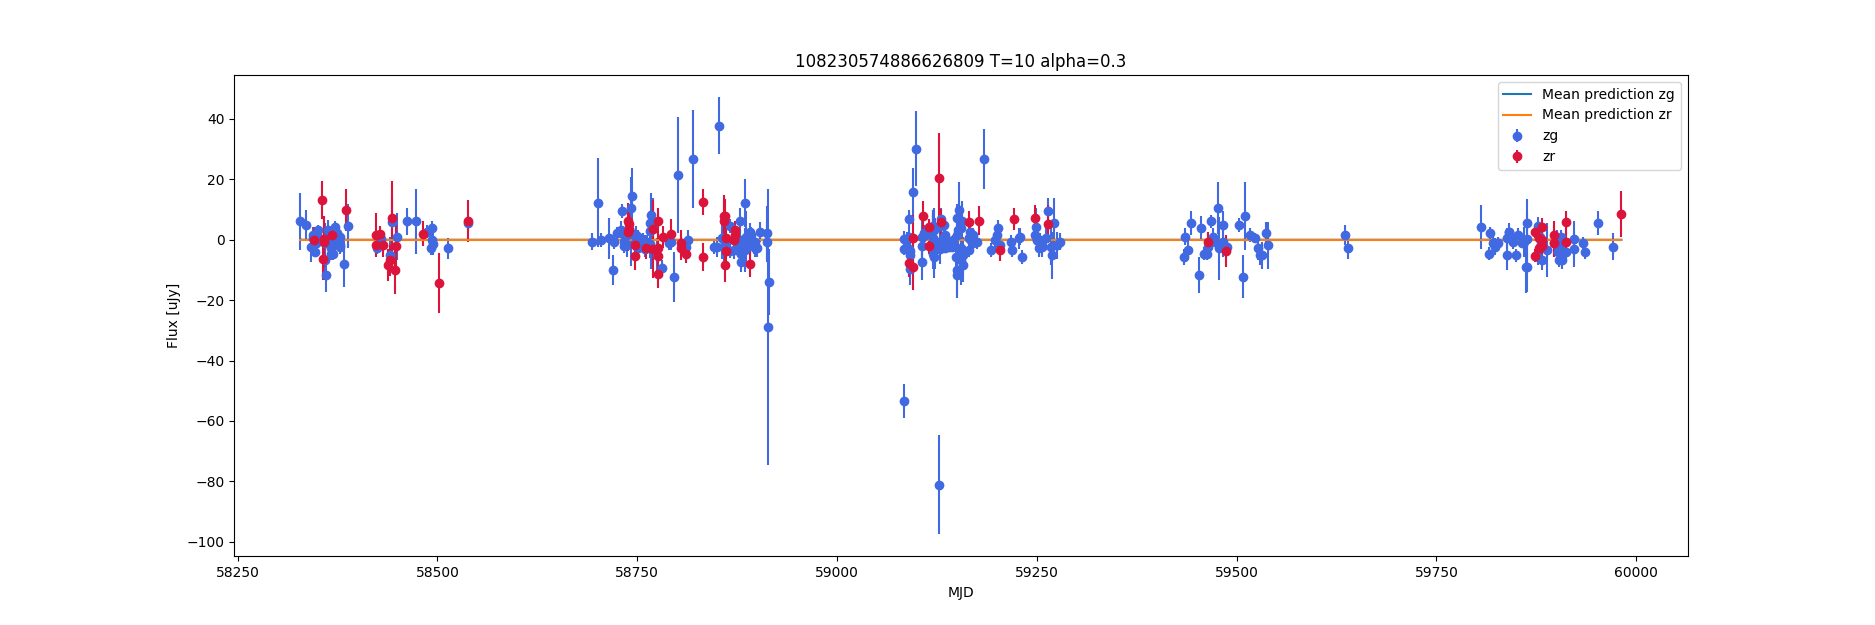 108230574886626809 T=10 alpha=0.3
Mean prediction zg
Mean prediction zr
zg
zr
Flux [uJy]
40
20
0
−20
−40
−60
−80
−100
58250 58500 58750 59000 59250 59500 59750 60000
MJD